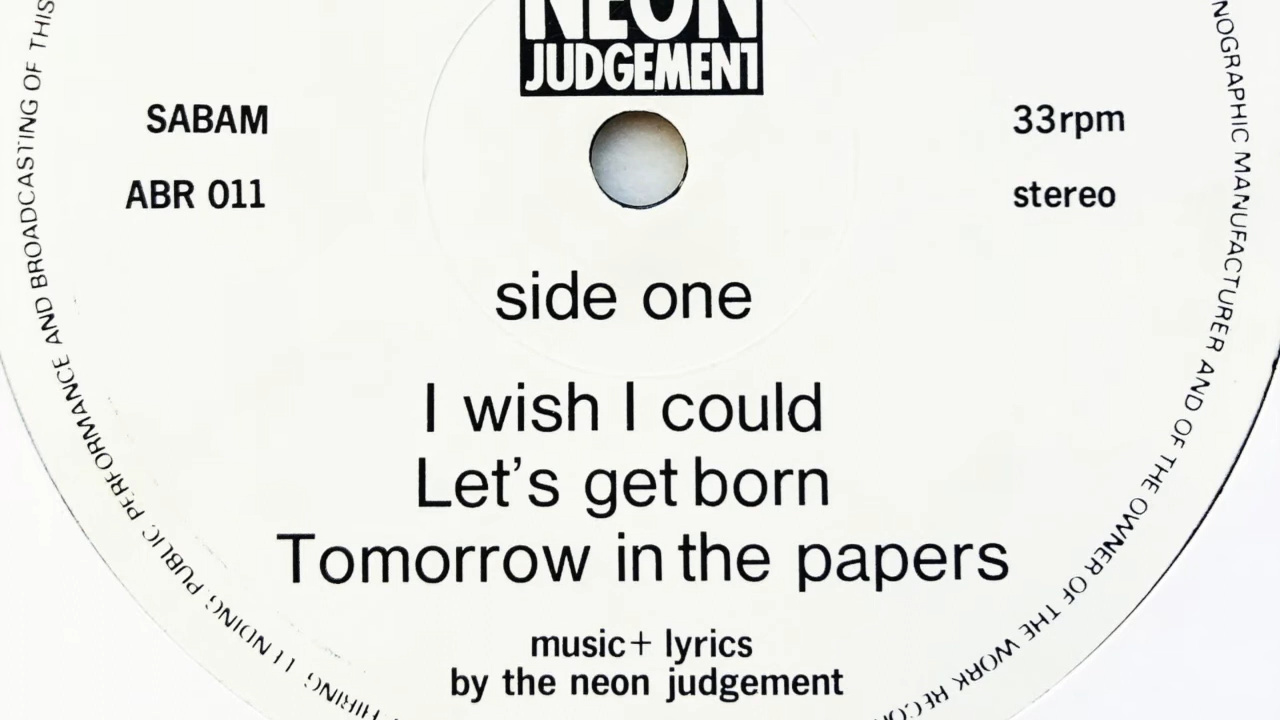 NEON
JUDGEMENT
SABAM
33rpm
ABR 011
stereo
side one
I wish I could
Let's get born
Tomorrow in the papers
music+ lyrics
by the neon judgement
NOGRAPHIC MANUFACTURER AND OF THE OWNER OF THE WORK
HIRING LENDING PUBLIC PERFORMANCE AND BROADCASTING OF THIS